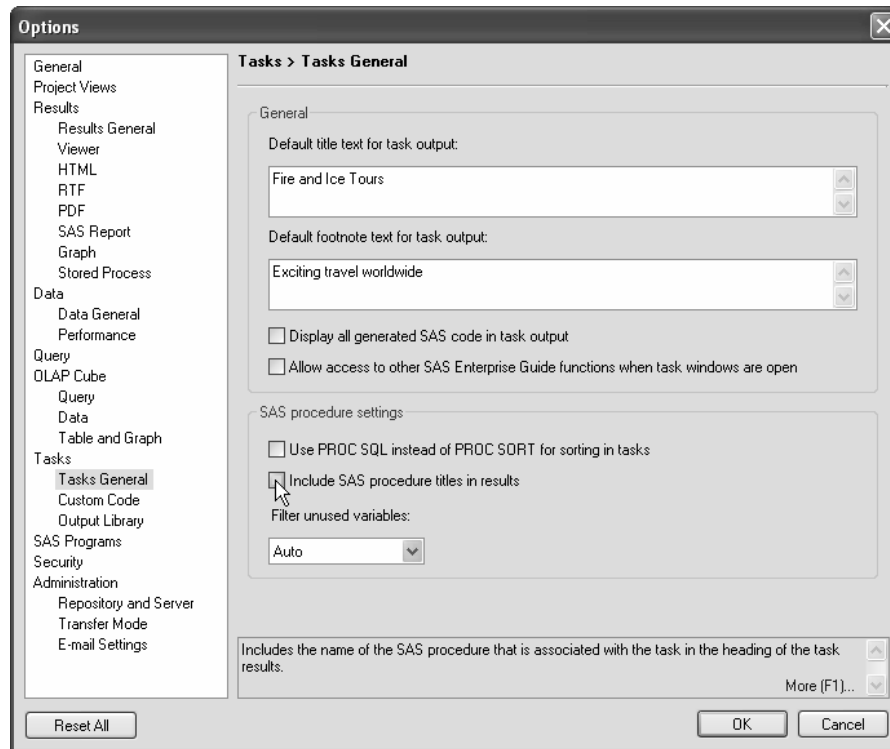 Options
General
Project Views
Results
Results General
Viewer
HTML
RTF
PDF
SAS Report
Graph
Stored Process
Data
Data General
Performance
Query
OLAP Cube
Query
Data
Table and Graph
Tasks
Tasks General
Custom Code
Output Library
SAS Programs
Security
Administration
Repository and Server
Transfer Mode
E-mail Settings
Tasks > Tasks General
General
Default title text for task output:
Fire and Ice Tours
Default footnote text for task output:
Exciting travel worldwide
Display all generated SAS code in task output
Allow access to other SAS Enterprise Guide functions when task windows are open
SAS procedure settings
Use PROC SQL instead of PROC SORT for sorting in tasks
Include SAS procedure titles in results
Filter unused variables:
Auto
Includes the name of the SAS procedure that is associated with the task in the heading of the task
results.
More (F1)...
Reset All
OK
Cancel